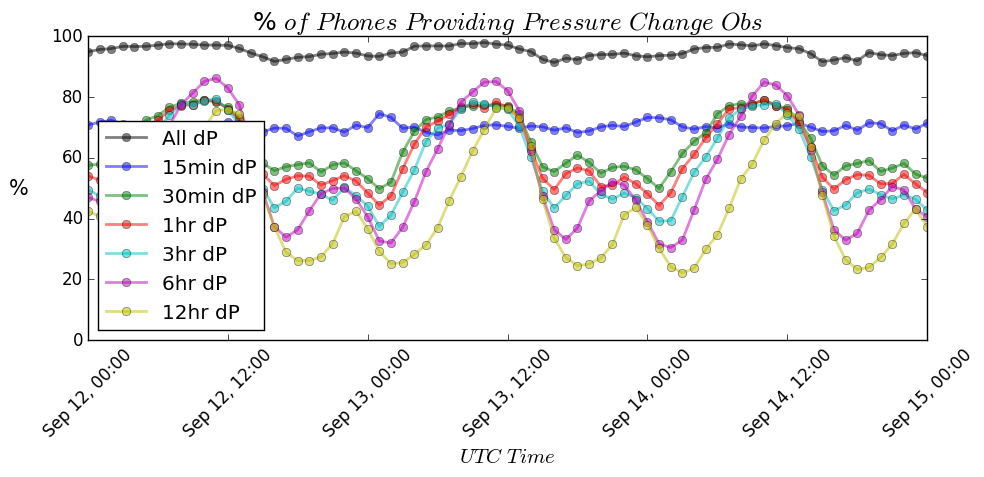 % of Phones Providing Pressure Change Obs
100
80
60
40
20
0
%
All dP
15min dP
30min dP
1hr dP
3hr dP
6hr dP
12hr dP
Sep 12, 00:00
Sep 12, 12:00
Sep 13, 00:00
Sep 13, 12:00
Sep 14, 00:00
Sep 14, 12:00
Sep 15, 00:00
UTC Time